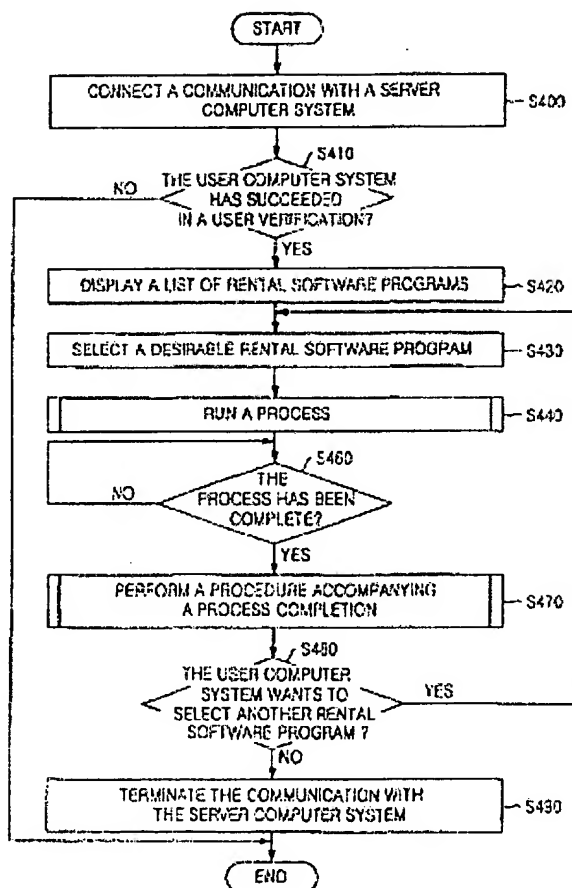 START
CONNECT A COMMUNICATION WITH A SERVER
COMPUTER SYSTEM
S400
S410
NO
THE USER COMPUTER SYSTEM
HAS SUCCEEDED
IN A USER VERIFICATION?
YES
DISPLAY A LIST OF RENTAL SOFTWARE PROGRAMS
S420
SELECT A DESIRABLE RENTAL SOFTWARE PROGRAM
S430
RUN A PROCESS
S440
S460
NO
THE
PROCESS HAS BEEN
COMPLETE?
YES
PERFORM A PROCEDURE ACCOMPANYING
A PROCESS COMPLETION
S470
S480
THE USER COMPUTER
SYSTEM WANTS TO
SELECT ANOTHER RENTAL
SOFTWARE PROGRAM ?
YES
NO
TERMINATE THE COMMUNICATION WITH
THE SERVER COMPUTER SYSTEM
S490
END